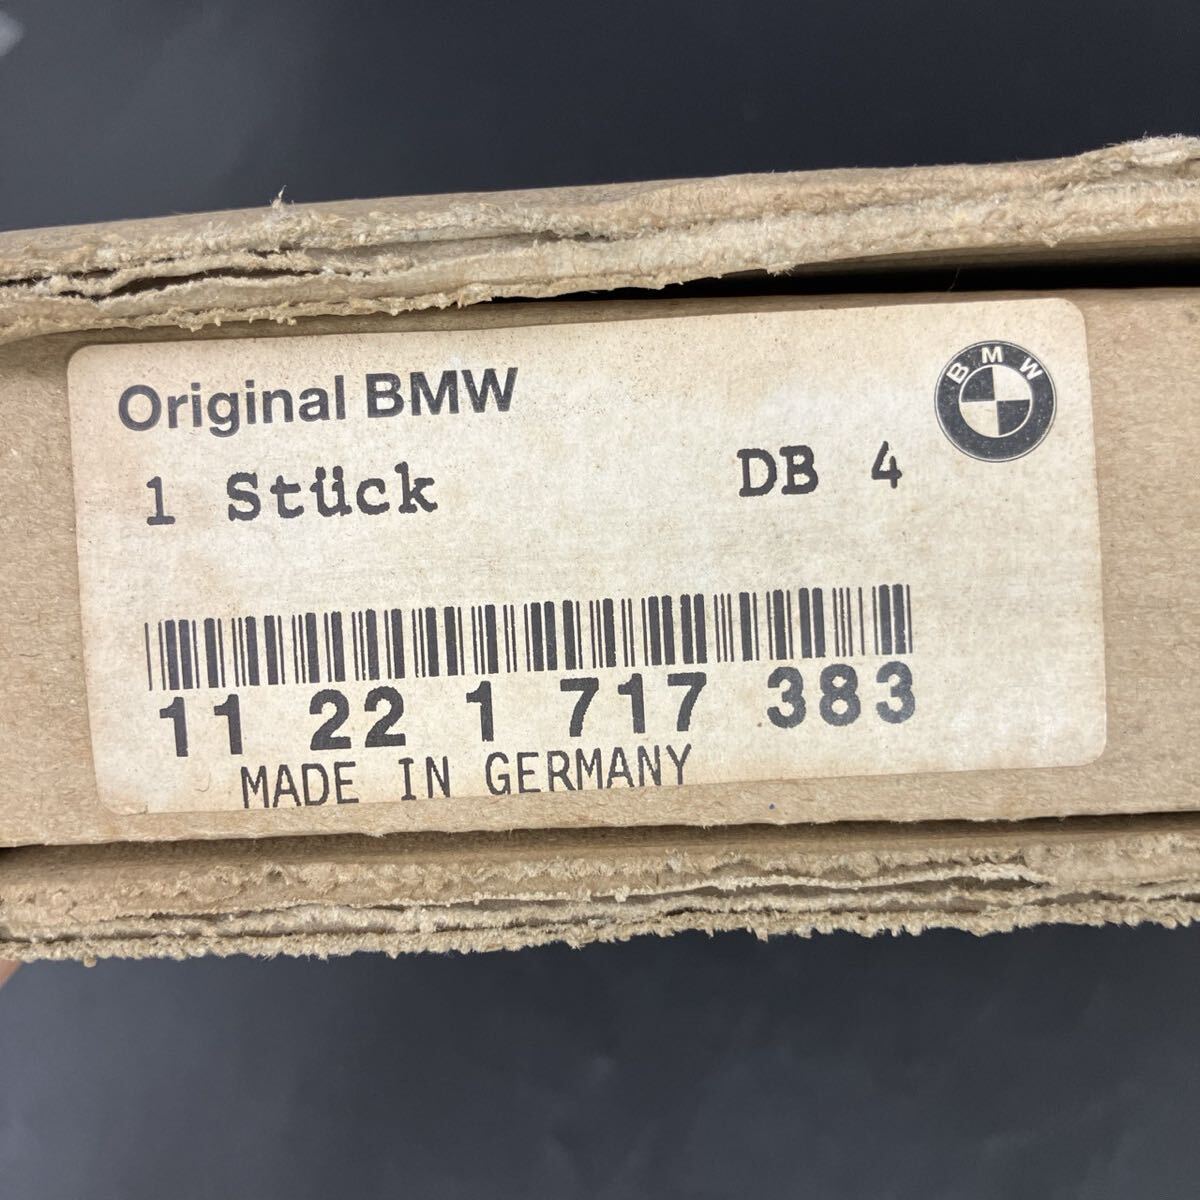 Original BMW
BMW
1 Stück DB 4
11 22 1 717 383
MADE IN GERMANY